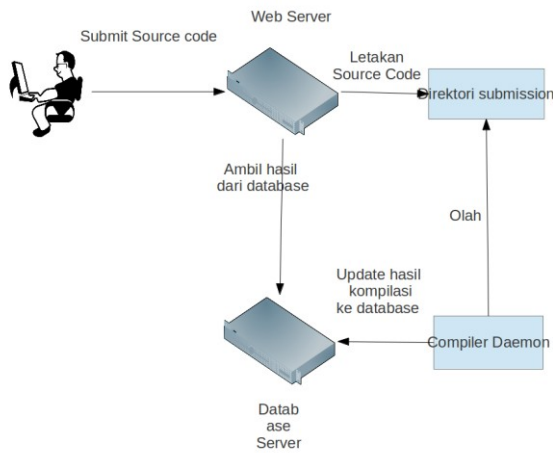 Web Server
Submit Source code
Letakan
Source Code
Direktori submission
Ambil hasil
dari database
Olah
Update hasil
kompilasi
ke database
Compiler Daemon
Datab
ase
Server